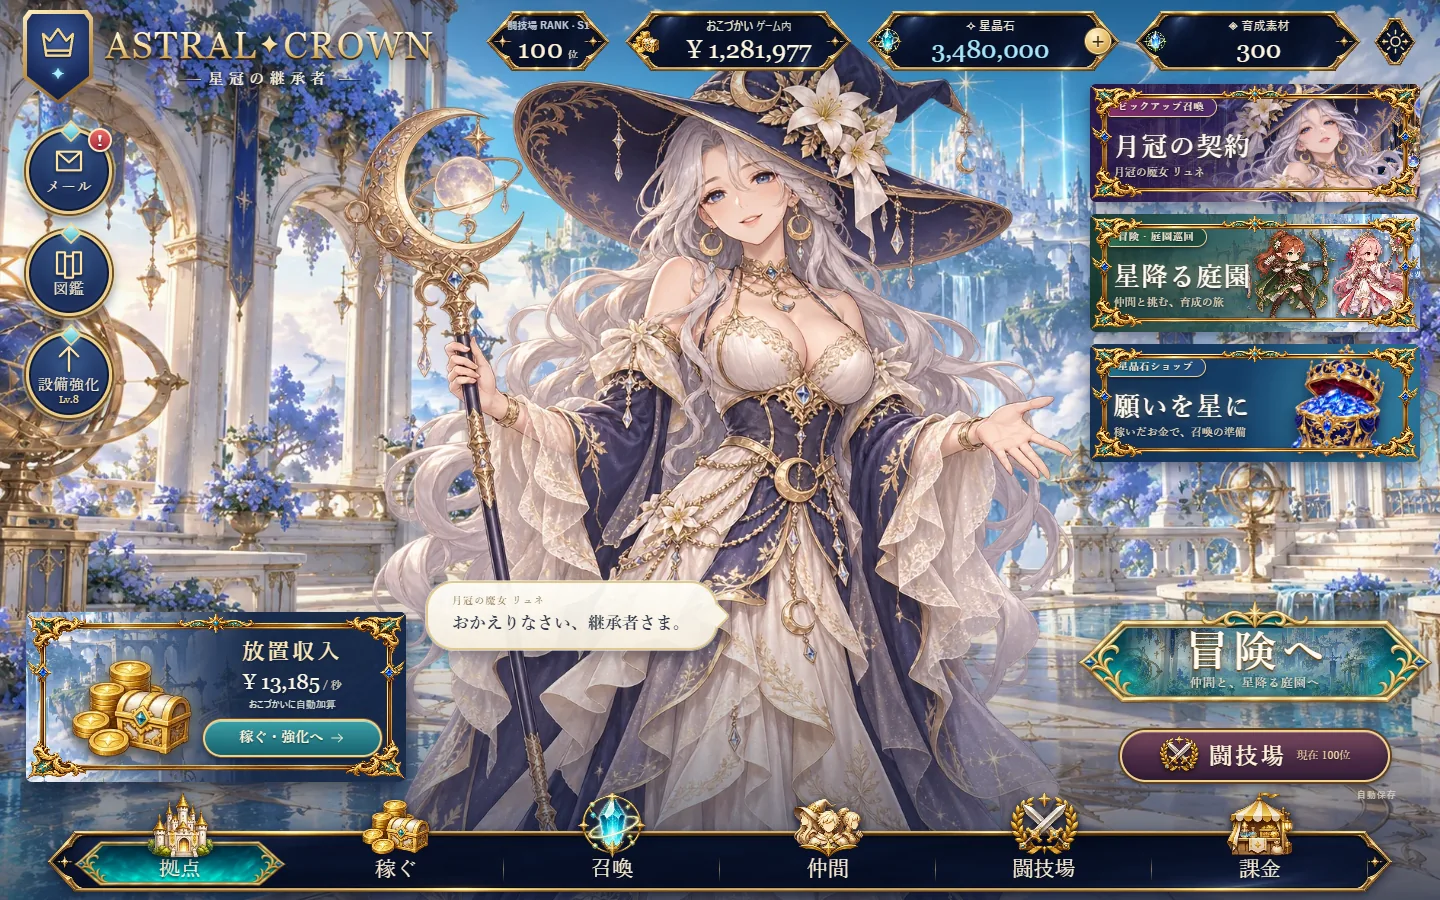 ASTRAL✦CROWN
星冠の継承者
闘技場 RANK · S1
100 位
おこづかい ゲーム内
¥ 1,281,977
✧ 星晶石
3,480,000
+
◈ 育成素材
300
!
メール
図鑑
設備強化
Lv.8
ピックアップ召喚
月冠の契約
月冠の魔女 リュネ
冒険・庭園巡回
星降る庭園
仲間と挑む、育成の旅
星晶石ショップ
願いを星に
稼いだお金で、召喚の準備
月冠の魔女 リュネ
おかえりなさい、継承者さま。
放置収入
¥ 13,185 / 秒
おこづかいに自動加算
稼ぐ・強化へ →
冒険へ
仲間と、星降る庭園へ
闘技場 現在 100位
自動保存
拠点
稼ぐ
召喚
仲間
闘技場
課金